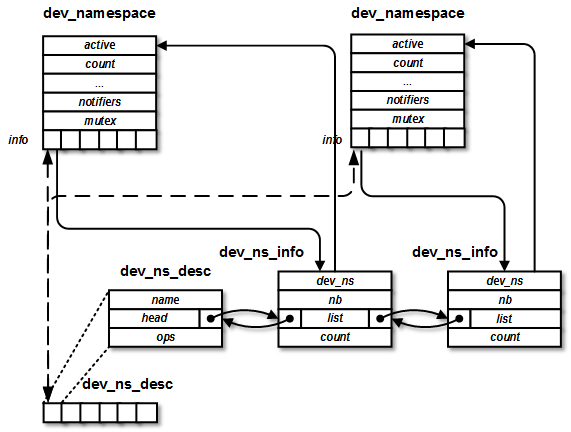 dev_namespace
active
count
...
notifiers
mutex
info
dev_namespace
active
count
...
notifiers
mutex
info
dev_ns_desc
name
head
ops
dev_ns_info
dev_ns
nb
list
count
dev_ns_info
dev_ns
nb
list
count
dev_ns_desc